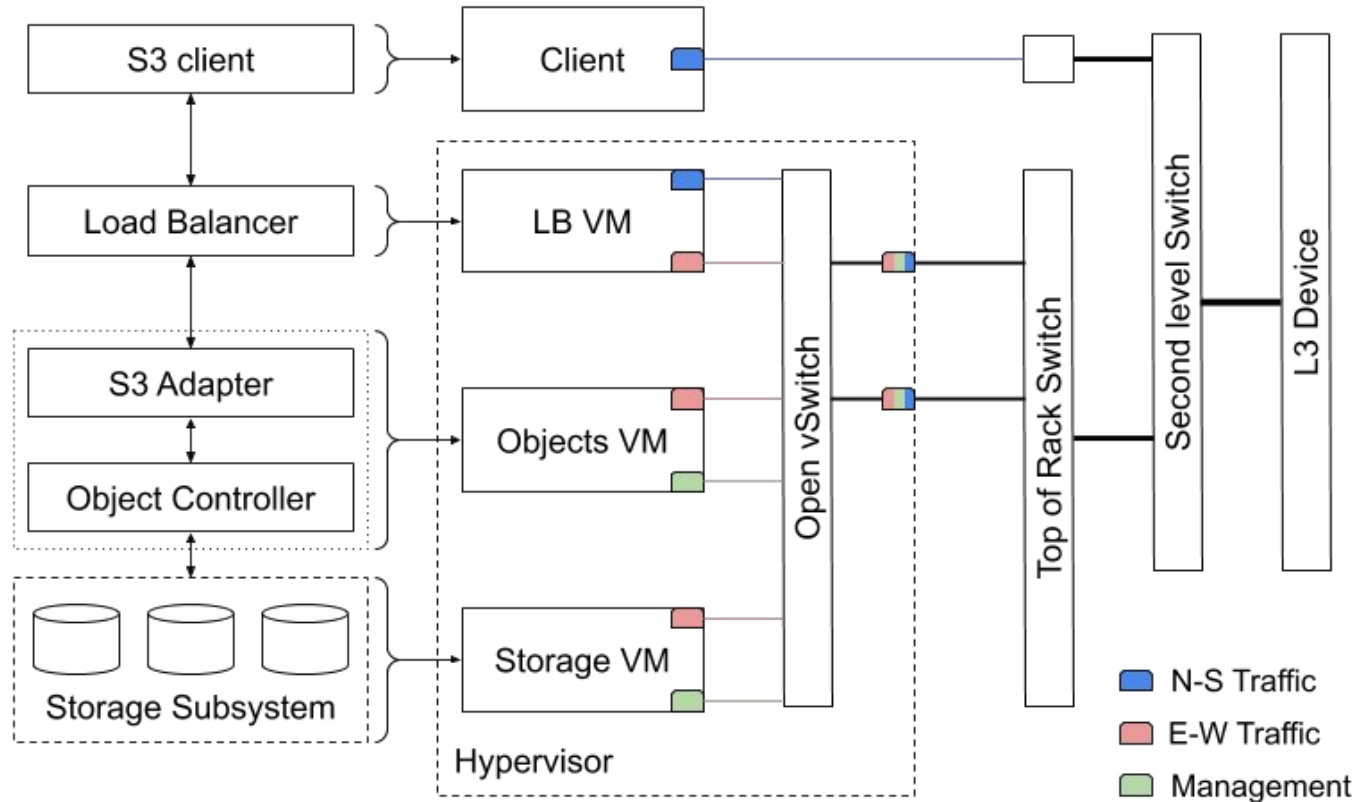 S3 client
Client
Load Balancer
LB VM
S3 Adapter
Object Controller
Objects VM
Storage Subsystem
Storage VM
Hypervisor
Open vSwitch
Top of Rack Switch
Second level Switch
L3 Device
N-S Traffic
E-W Traffic
Management